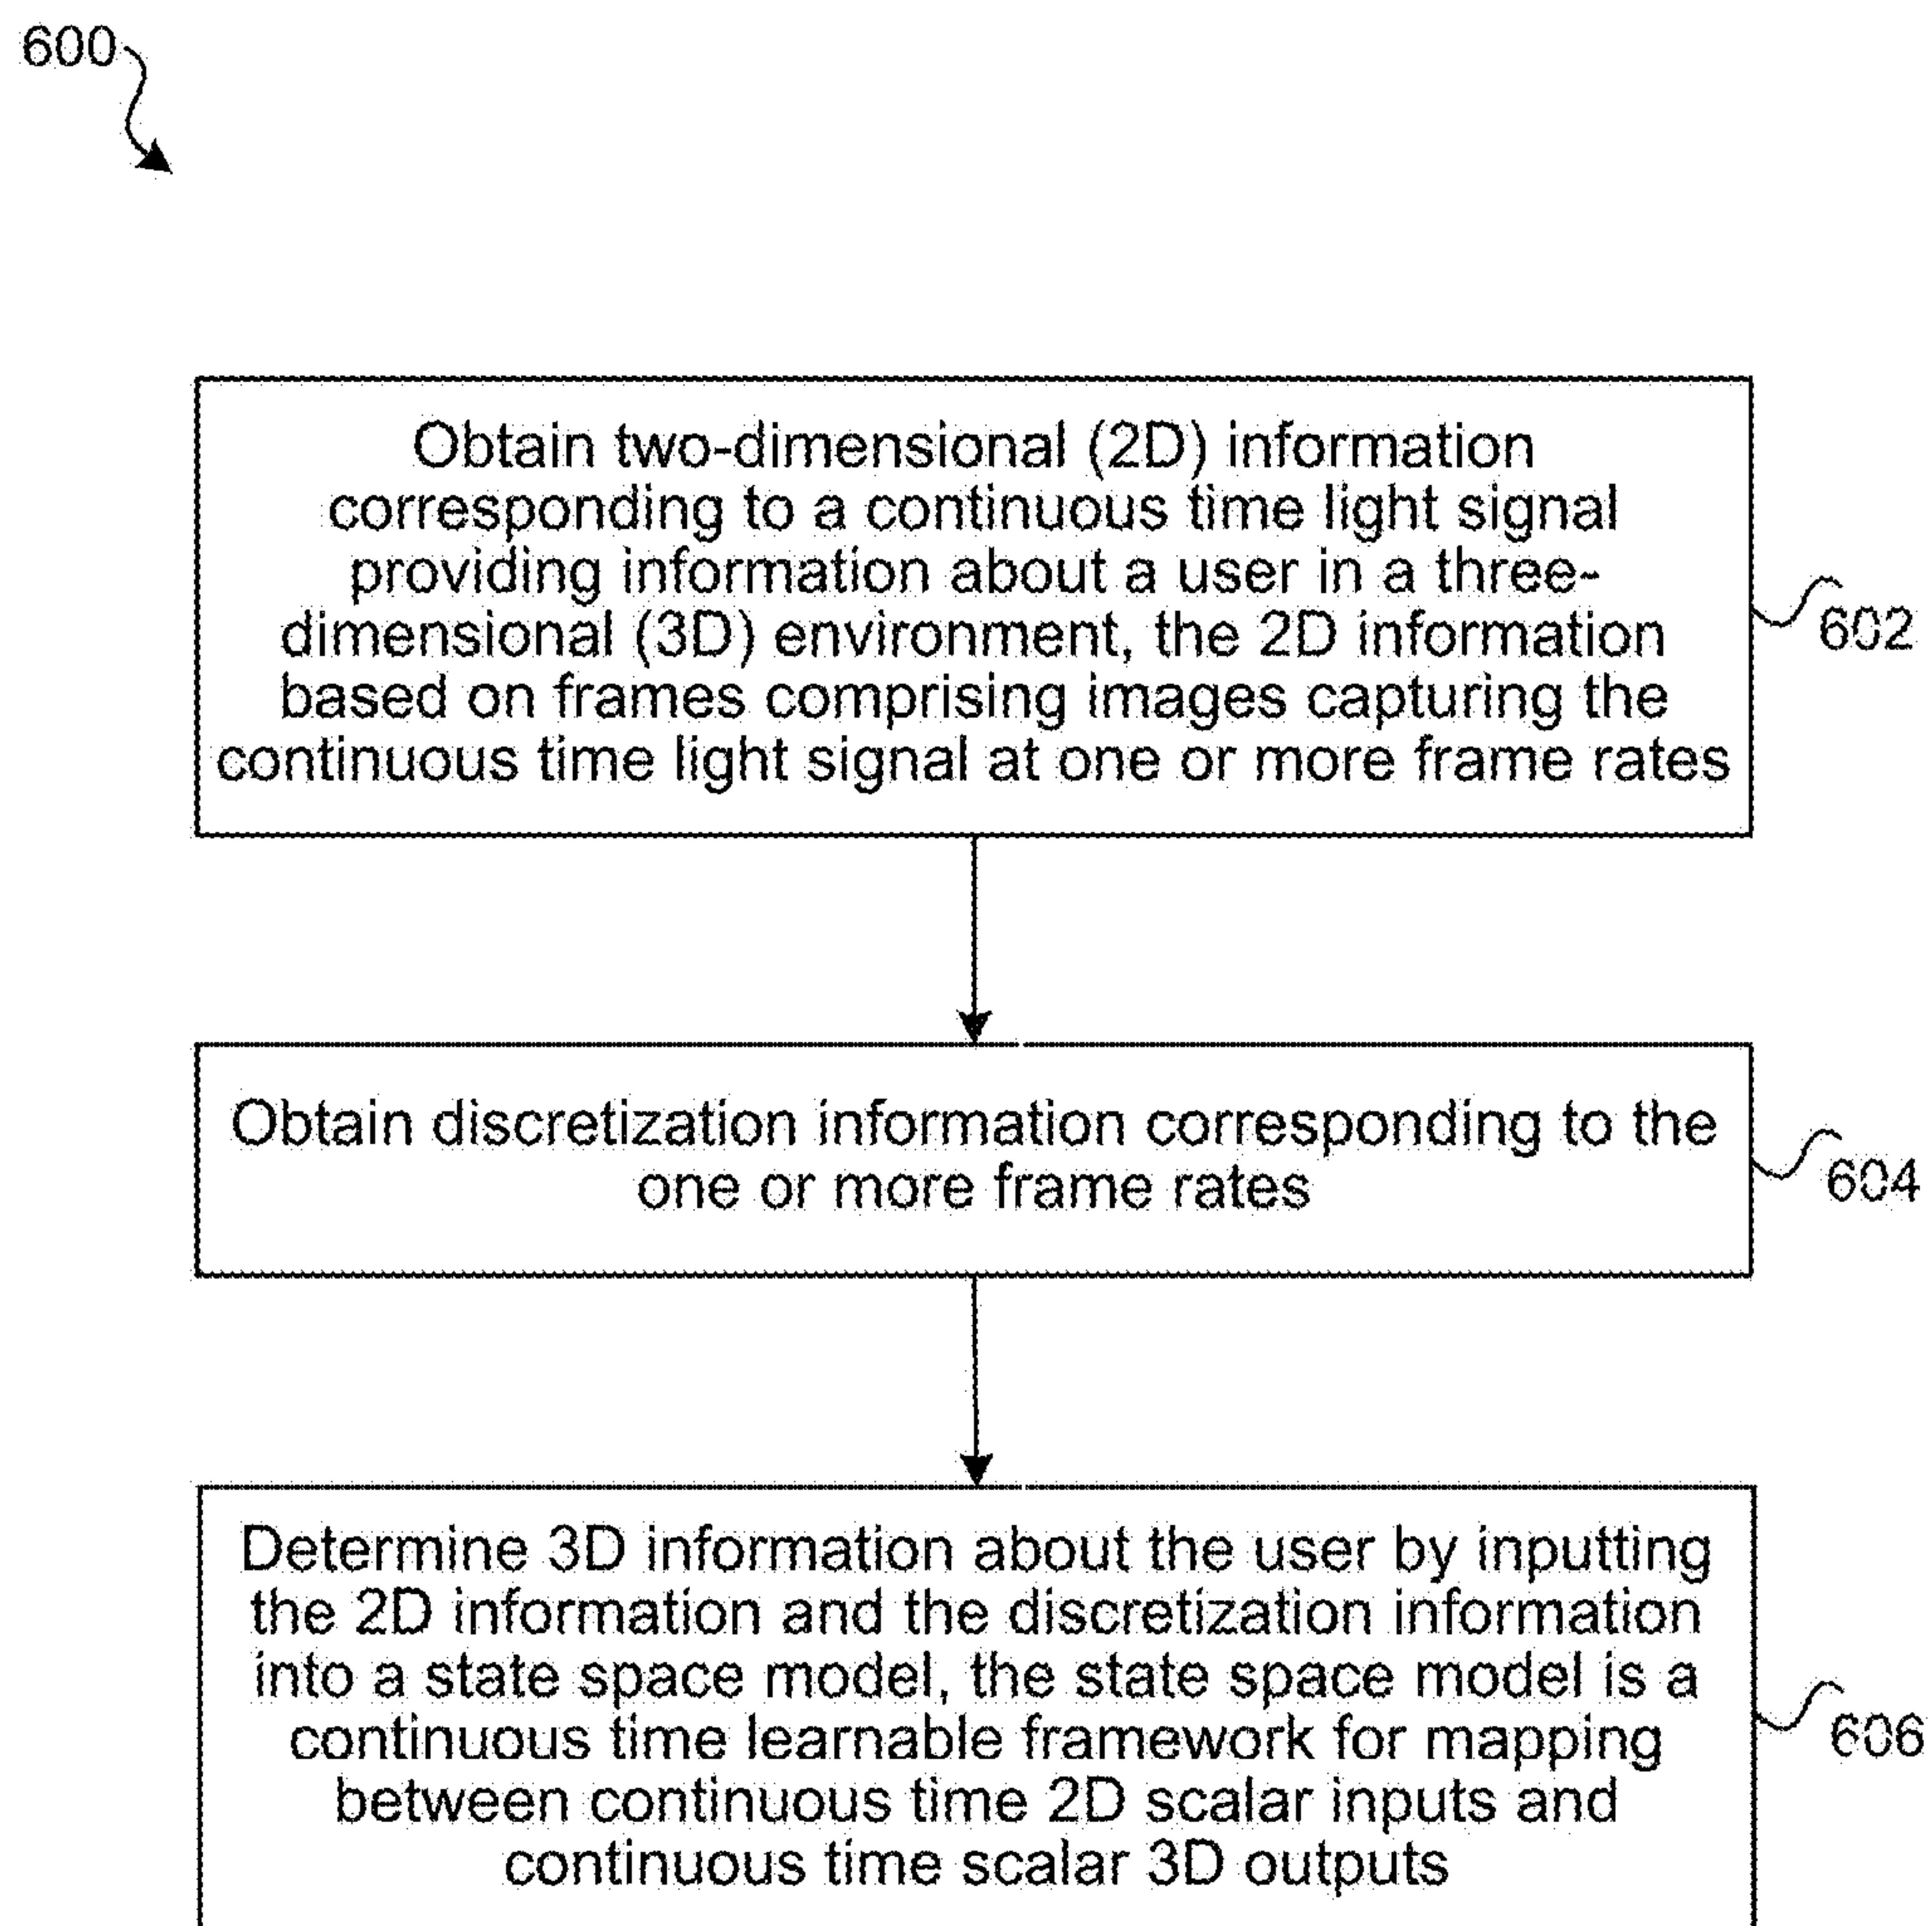 600
Obtain two-dimensional (2D) information
corresponding to a continuous time light signal
providing information about a user in a three-
dimensional (3D) environment, the 2D information
based on frames comprising images capturing the
continuous time light signal at one or more frame rates
602
Obtain discretization information corresponding to the
one or more frame rates
604
Determine 3D information about the user by inputting
the 2D information and the discretization information
into a state space model, the state space model is a
continuous time learnable framework for mapping
between continuous time 2D scalar inputs and
continuous time scalar 3D outputs
606